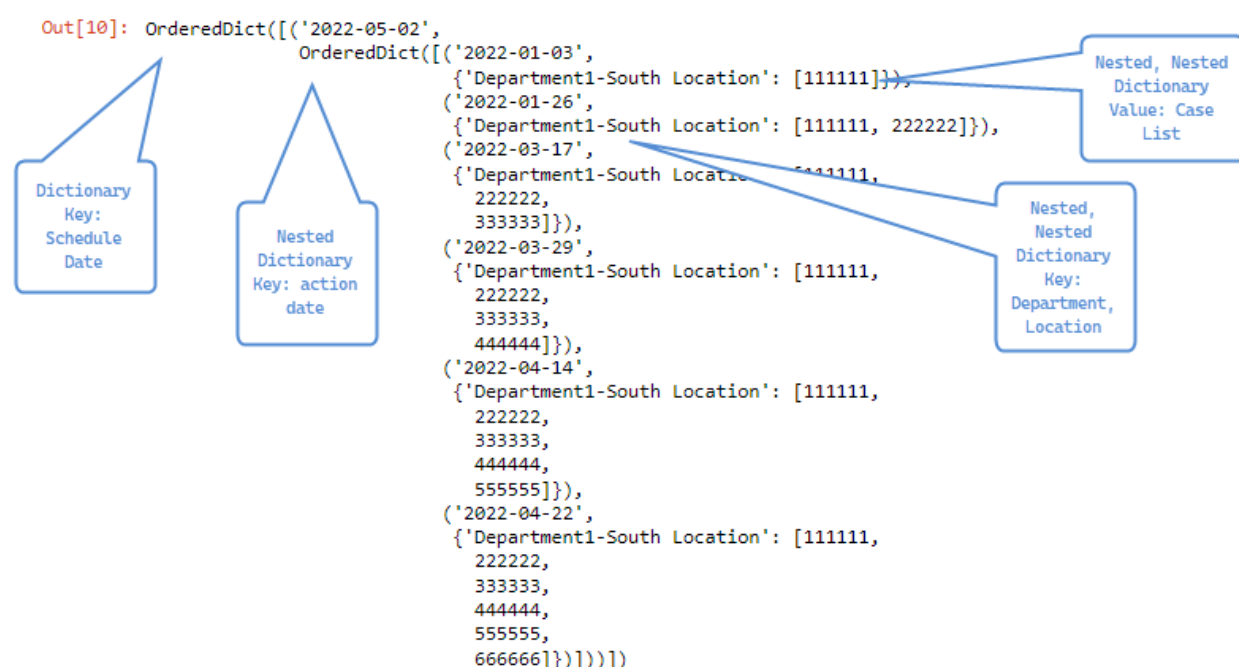 Out[10]: OrderedDict([('2022-05-02',
OrderedDict([('2022-01-03',
{'Department1-South Location': [111111]}),
('2022-01-26',
{'Department1-South Location': [111111, 222222]}),
('2022-03-17',
{'Department1-South Location': [111111,
222222,
333333]}),
('2022-03-29',
{'Department1-South Location': [111111,
222222,
333333,
444444]}),
('2022-04-14',
{'Department1-South Location': [111111,
222222,
333333,
444444,
555555]}),
('2022-04-22',
{'Department1-South Location': [111111,
222222,
333333,
444444,
555555,
666666]})]))])
Dictionary
Key:
Schedule
Date
Nested
Dictionary
Key: action
date
Nested, Nested
Dictionary
Value: Case
List
Nested,
Nested
Dictionary
Key:
Department,
Location